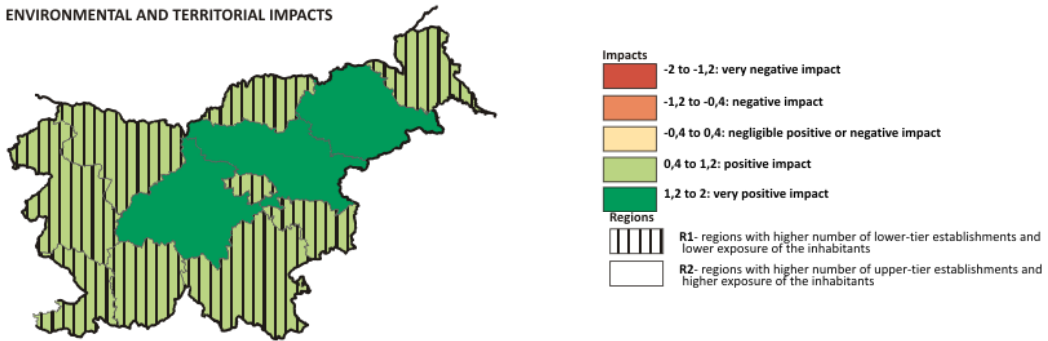 ENVIRONMENTAL AND TERRITORIAL IMPACTS
Impacts
-2 to -1,2: very negative impact
-1,2 to -0,4: negative impact
-0,4 to 0,4: negligible positive or negative impact
0,4 to 1,2: positive impact
1,2 to 2: very positive impact
Regions
R1- regions with higher number of lower-tier establishments and
lower exposure of the inhabitants
R2- regions with higher number of upper-tier establishments and
higher exposure of the inhabitants